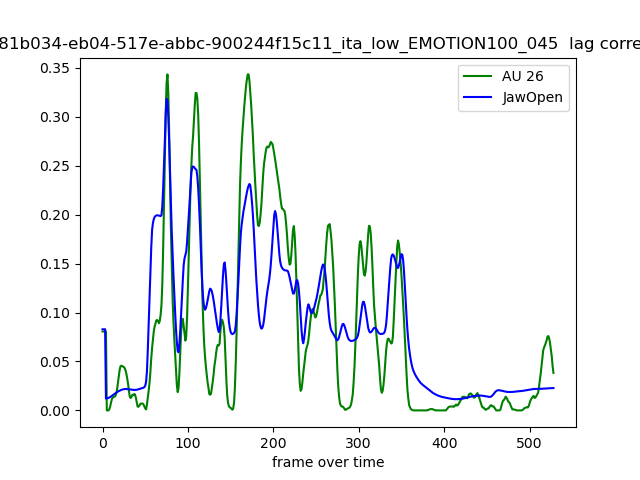 81b034-eb04-517e-abbc-900244f15c11_ita_low_EMOTION100_045 lag corre
AU 26
JawOpen
0.35
0.30
0.25
0.20
0.15
0.10
0.05
0.00
0 100 200 300 400 500
frame over time